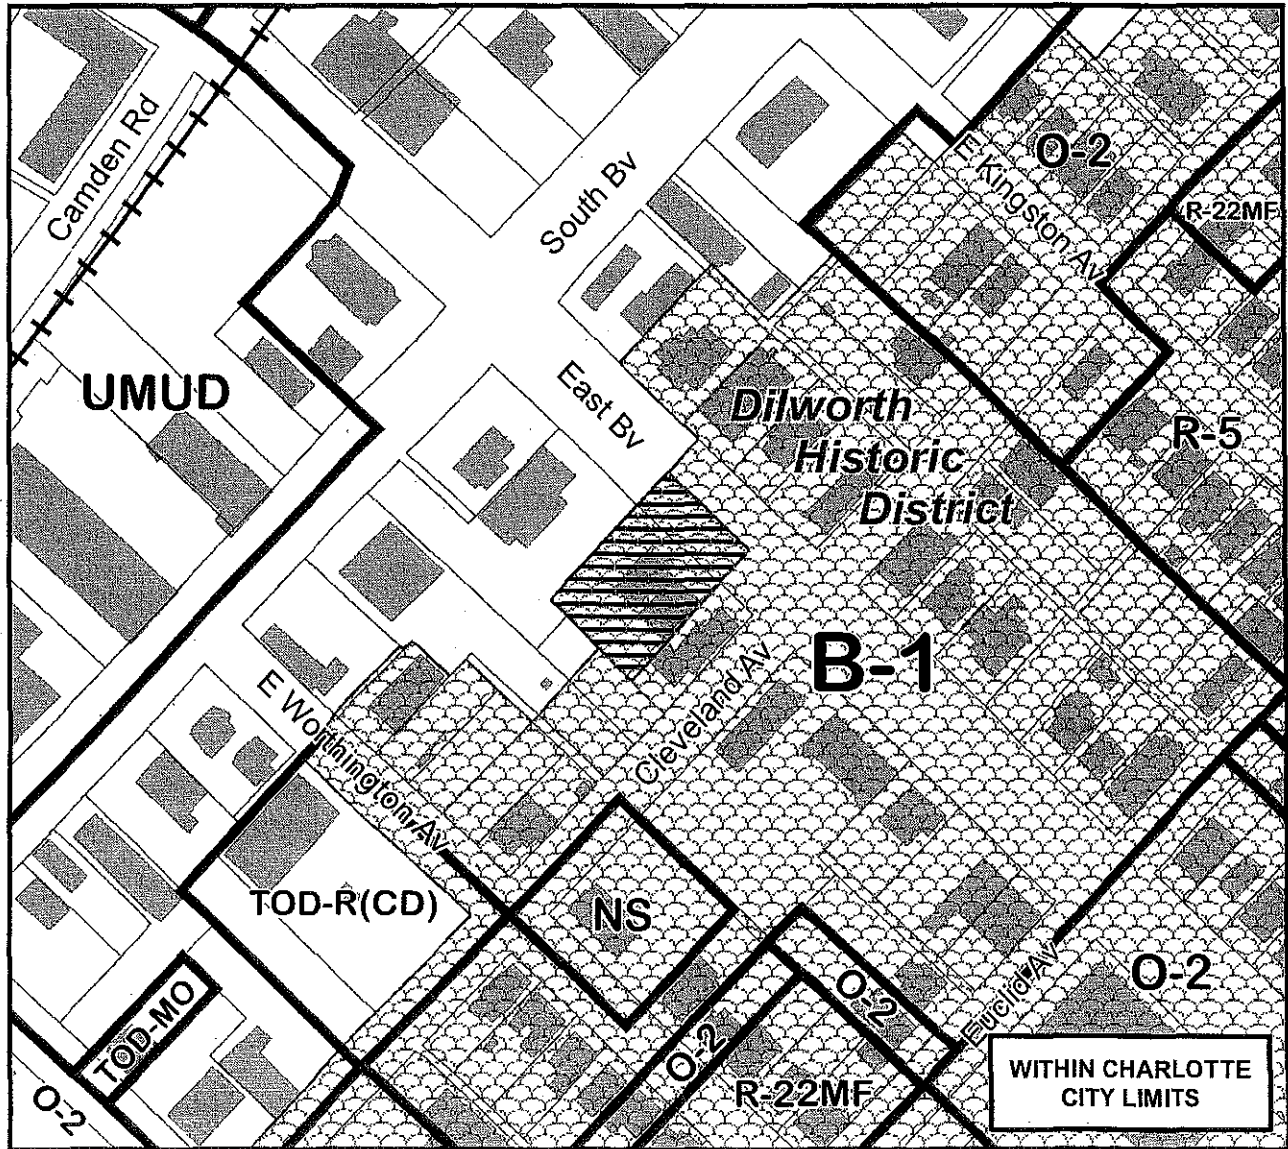 Camden Rd
South Bv
E Kingston Av
O-2
R-22MF
UMUD
East Bv
Dilworth
Historic
District
R-5
B-1
Cleveland Av
E Worthington Av
TOD-R(CD)
NS
O-2
O-2
Euclid Av
O-2
TOD-MO
O-2
R-22MF
WITHIN CHARLOTTE
CITY LIMITS